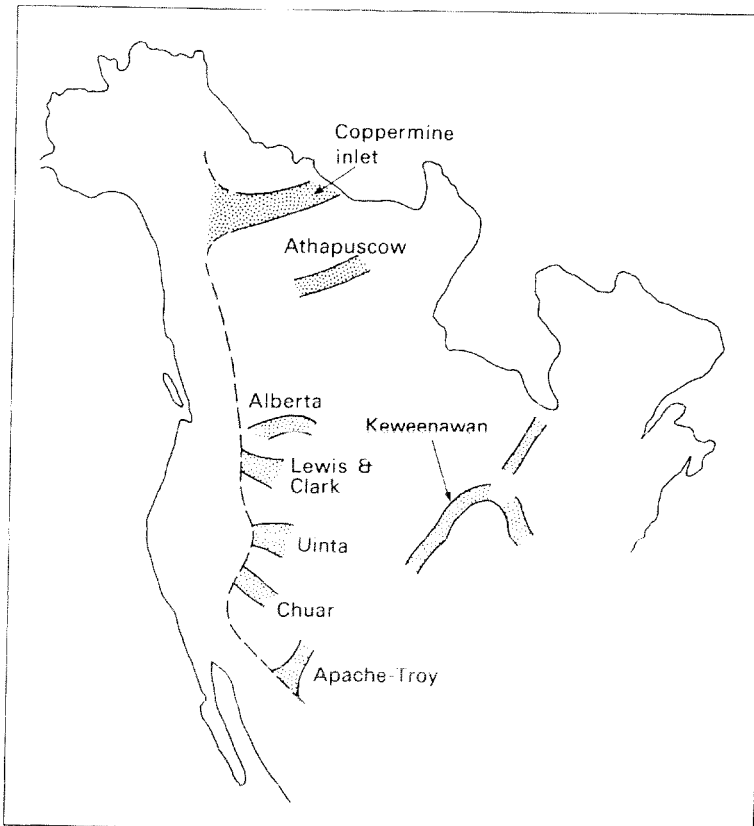 Coppermine
inlet
Athapuscow
Alberta
Keweenawan
Lewis &
Clark
Uinta
Chuar
Apache-Troy